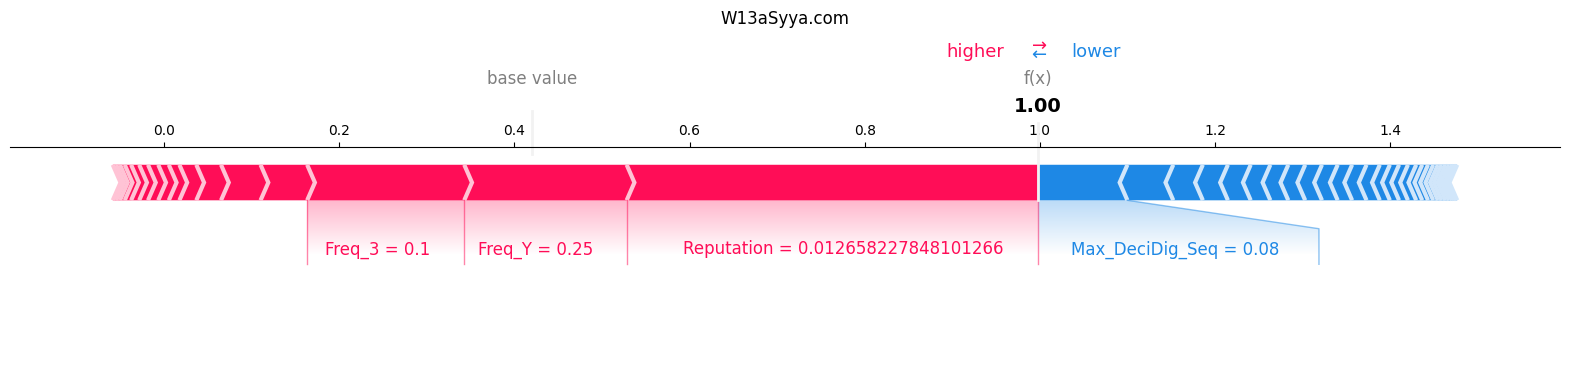 W13aSyya.com
higher ⇄ lower
base value f(x)
1.00
0.0 0.2 0.4 0.6 0.8 1.0 1.2 1.4
Freq_3 = 0.1 Freq_Y = 0.25 Reputation = 0.012658227848101266 Max_DeciDig_Seq = 0.08